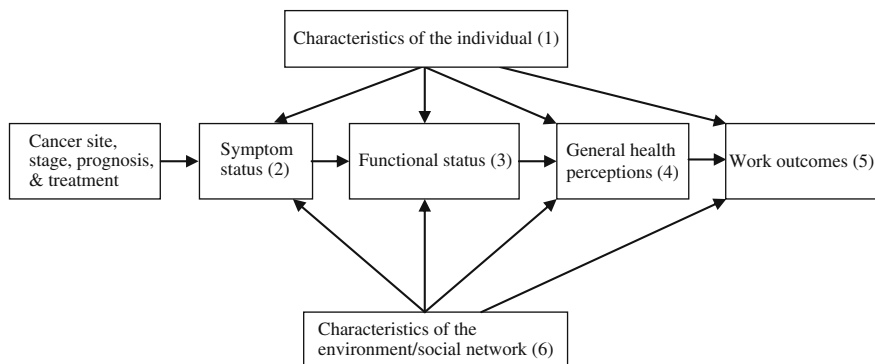 Characteristics of the individual (1)
Cancer site,
stage, prognosis,
& treatment
Symptom
status (2)
Functional status (3)
General health
perceptions (4)
Work outcomes (5)
Characteristics of the
environment/social network (6)